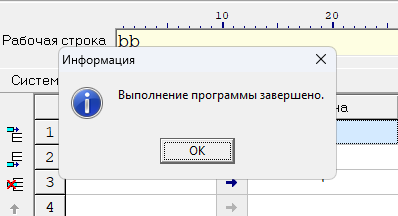 10 20
Рабочая строка bb
Информация
Систем
Выполнение программы завершено.
на
OK
1
2
3
4